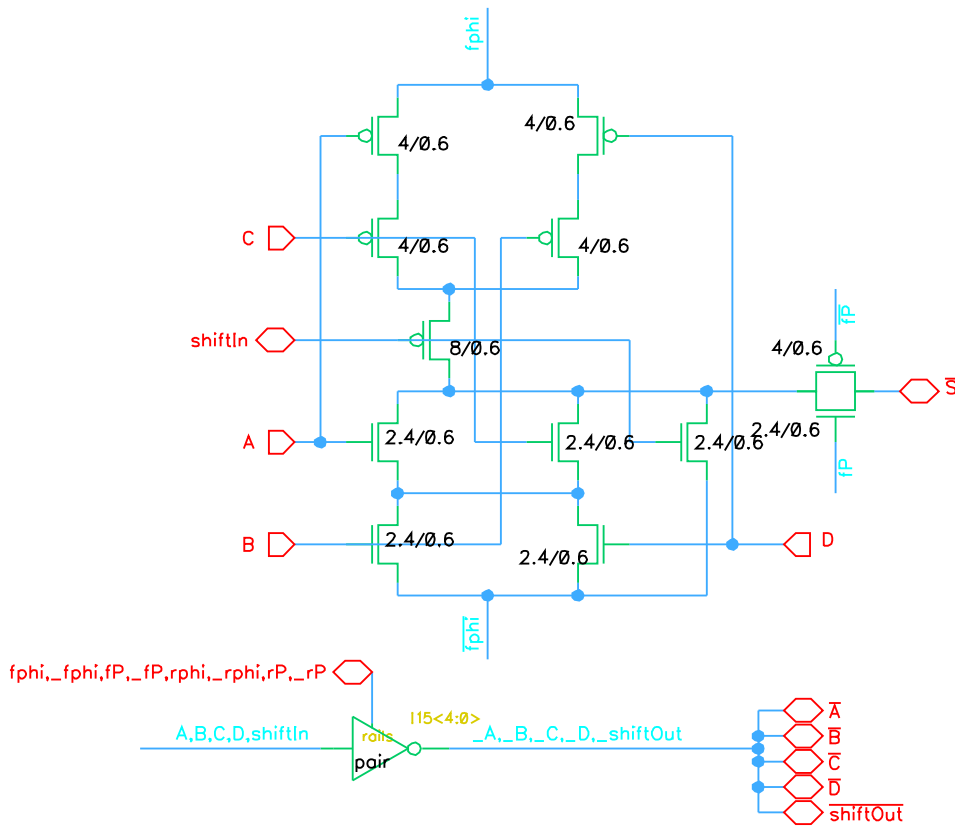 fphi
4/0.6
4/0.6
C
4/0.6
4/0.6
shiftIn
8/0.6
f̅P̅
4/0.6
S̅
A
2.4/0.6
2.4/0.6
2.4/0.6
2.4/0.6
fP
B
2.4/0.6
2.4/0.6
D
f̅p̅h̅i̅
fphi,_fphi,fP,_fP,rphi,_rphi,rP,_rP
I15<4:0>
A,B,C,D,shiftIn
rails
pair
_A,_B,_C,_D,_shiftOut
A̅
B̅
C̅
D̅
s̅h̅i̅f̅t̅O̅u̅t̅